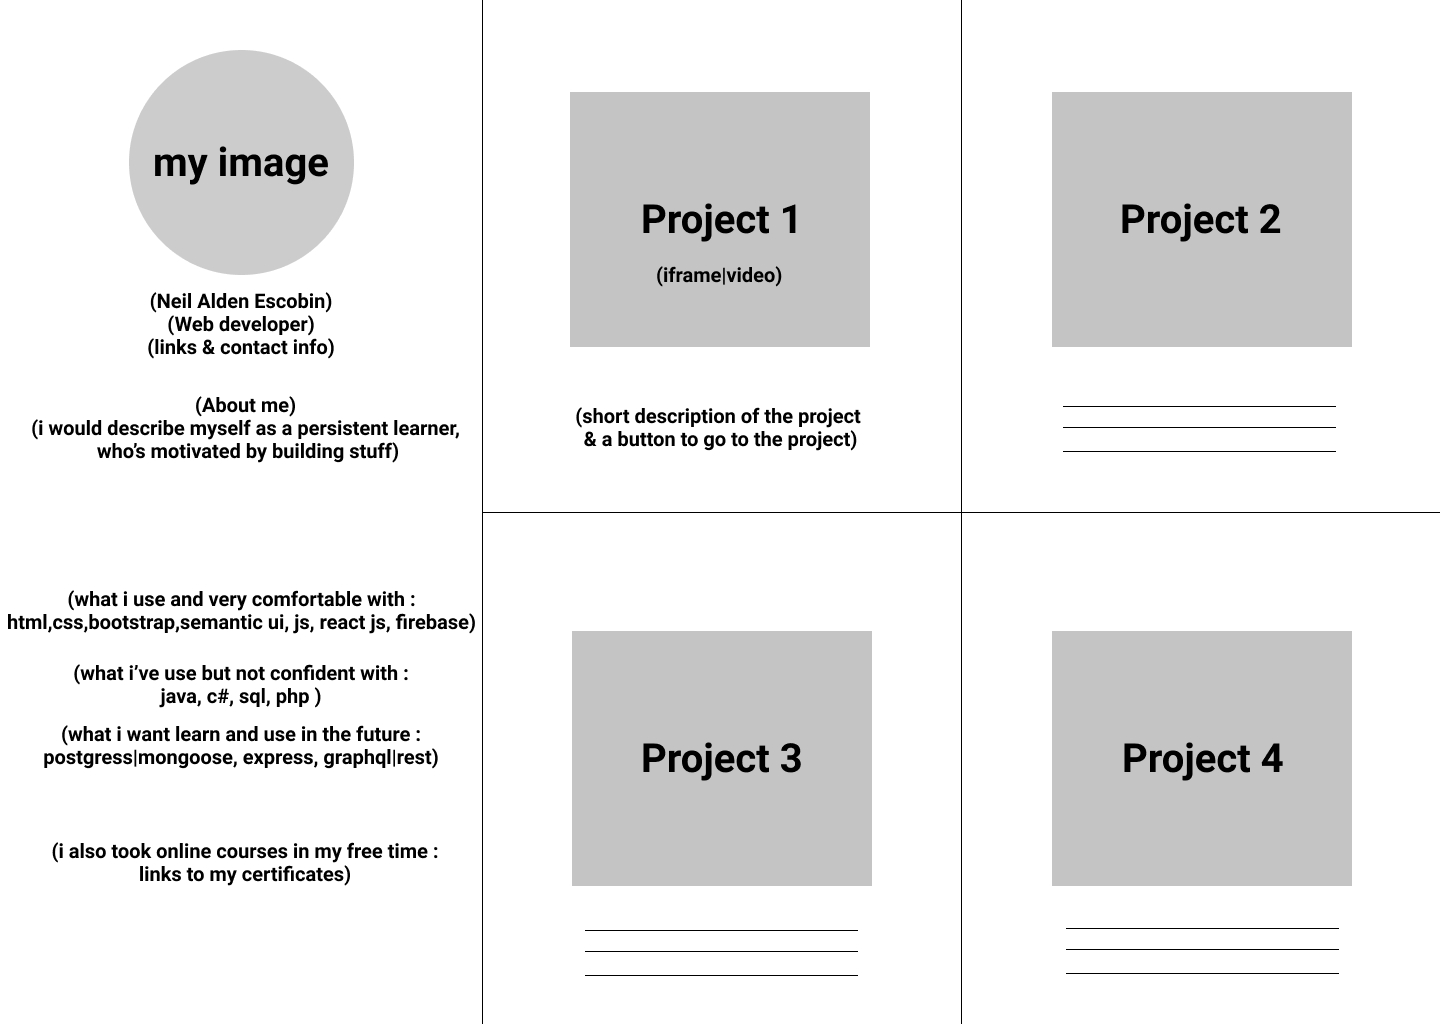 my image
(Neil Alden Escobin)
(Web developer)
(links & contact info)
(About me)
(i would describe myself as a persistent learner,
who's motivated by building stuff)
(what i use and very comfortable with :
html,css,bootstrap,semantic ui, js, react js, firebase)
(what i've use but not confident with :
java, c#, sql, php )
(what i want learn and use in the future :
postgress|mongoose, express, graphql|rest)
(i also took online courses in my free time :
links to my certificates)
Project 1
(iframe|video)
(short description of the project
& a button to go to the project)
Project 2
Project 3
Project 4